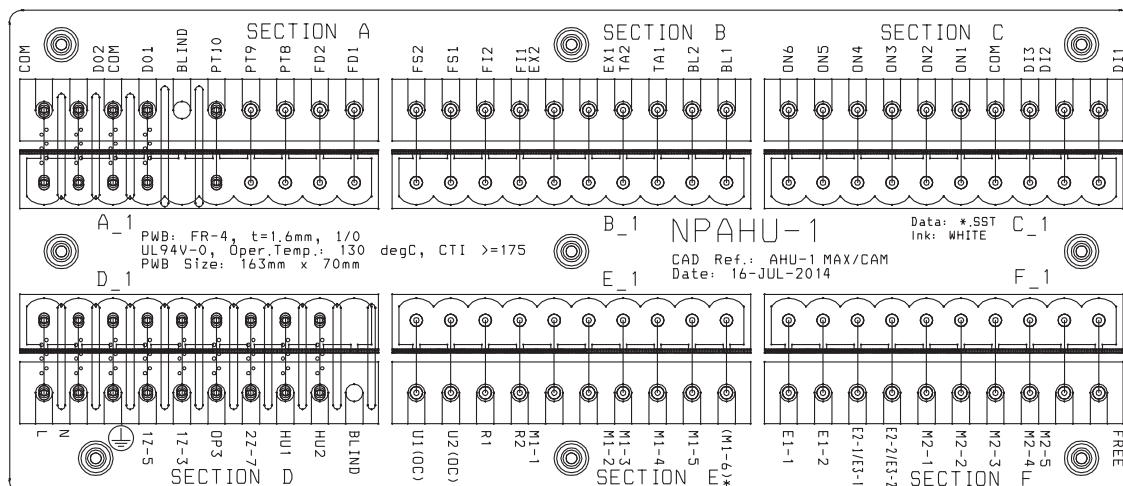 SECTION A
SECTION B
SECTION C
COM
DO2
COM
DO1
BLIND
PT10
PT9
PT8
FD2
FD1
FS2
FS1
FI2
FI1
EX2
EX1
TA2
TA1
BL2
BL1
ON6
ON5
ON4
ON3
ON2
ON1
COM
DI3
DI2
DI1
A_1
B_1
C_1
PWB: FR-4, t=1.6mm, 1/0
UL94V-0, Oper.Temp.: 130 degC, CTI >=175
PWB Size: 163mm x 70mm
NPAHU-1
CAD Ref.: AHU-1 MAX/CAM
Date: 16-JUL-2014
Data: *.SST
Ink: WHITE
D_1
E_1
F_1
L
N
1Z-5
1Z-3
OP3
2Z-7
HU1
HU2
BLIND
U1(OC)
U2(OC)
R1
R2
M1-1
M1-2
M1-3
M1-4
M1-5
(M1-6)*
E1-1
E1-2
E2-1/E3-1
E2-2/E3-2
M2-1
M2-2
M2-3
M2-4
M2-5
FREE
SECTION D
SECTION E
SECTION F